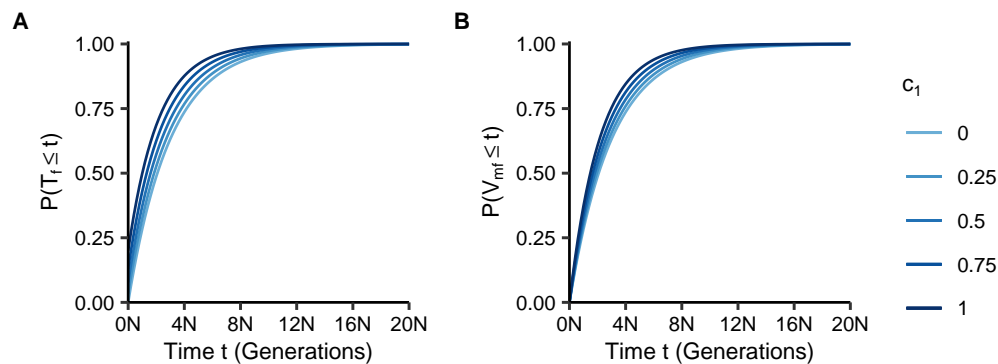 A
P(T_f ≤ t)
1.00
0.75
0.50
0.25
0.00
0N 4N 8N 12N 16N 20N
Time t (Generations)
B
P(V_mf ≤ t)
1.00
0.75
0.50
0.25
0.00
0N 4N 8N 12N 16N 20N
Time t (Generations)
c₁
0
0.25
0.5
0.75
1